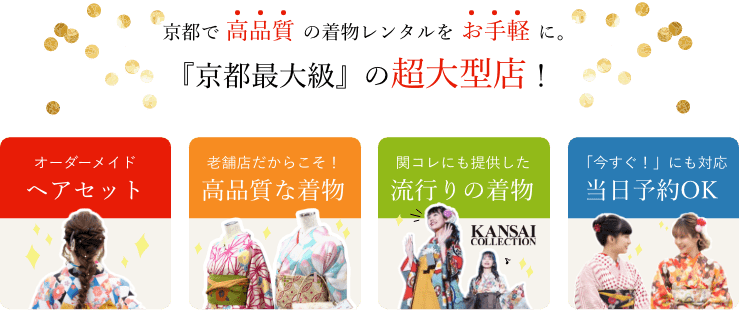 京都で 高品質 の着物レンタルを お手軽 に。
『京都最大級』の超大型店！
オーダーメイド
ヘアセット
老舗店だからこそ！
高品質な着物
関コレにも提供した
流行りの着物
KANSAI
COLLECTION
「今すぐ！」にも対応
当日予約OK